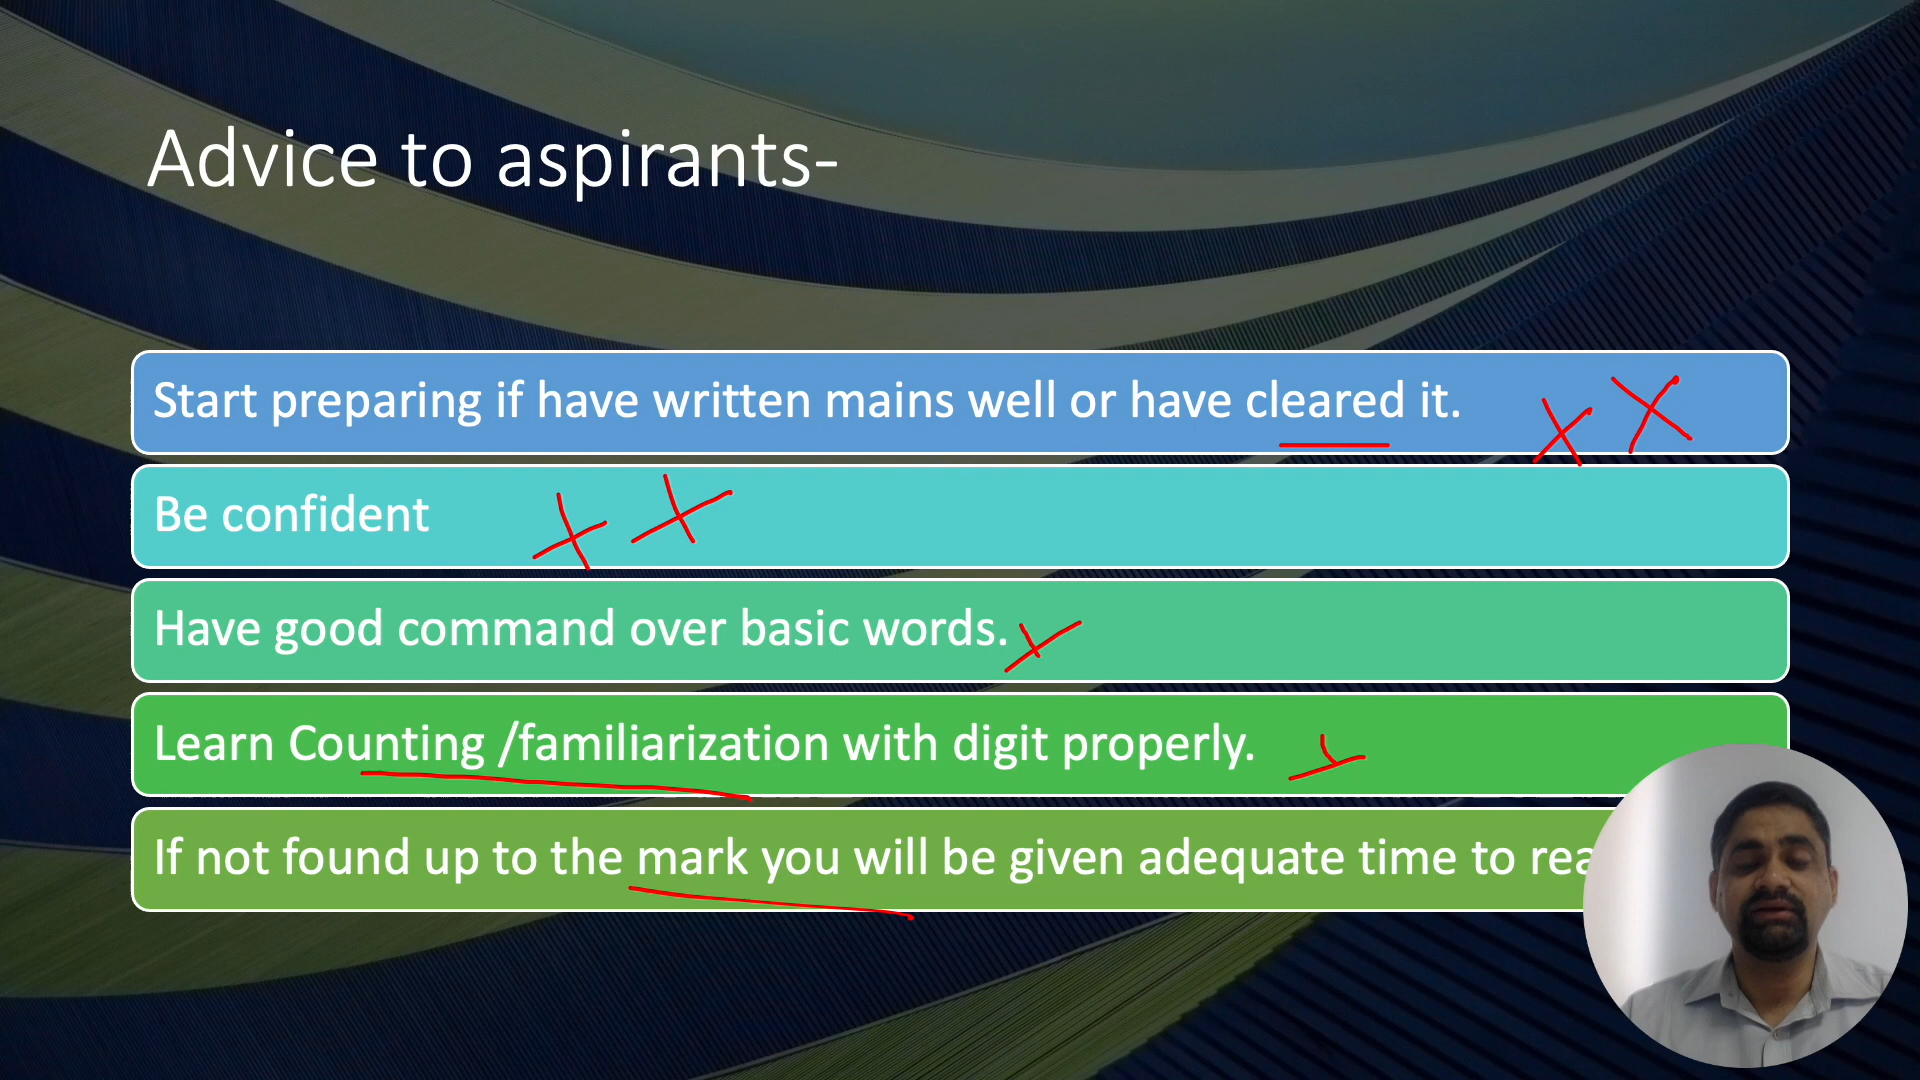 Advice to aspirants-
Start preparing if have written mains well or have cleared it.
Be confident
Have good command over basic words.
Learn Counting /familiarization with digit properly.
If not found up to the mark you will be given adequate time to